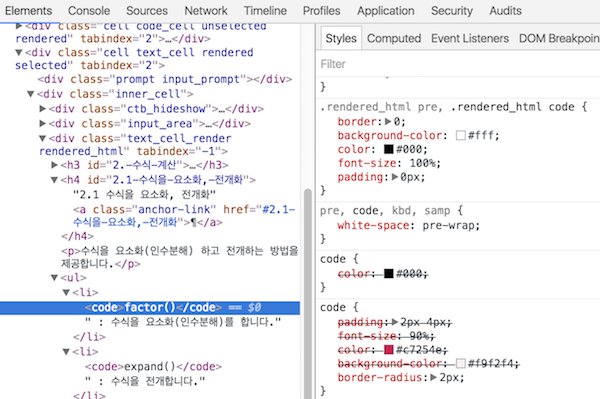 Elements Console Sources Network Timeline Profiles Application Security Audits
<div class="cell code_cell unselected
rendered" tabindex="2">…</div>
▼<div class="cell text_cell rendered
selected" tabindex="2">
<div class="prompt input_prompt"></div>
▼<div class="inner_cell">
▶<div class="ctb_hideshow">…</div>
▶<div class="input_area">…</div>
▼<div class="text_cell_render
rendered_html" tabindex="-1">
▶<h3 id="2.-수식-계산">…</h3>
▼<h4 id="2.1-수식을-요소화,-전개화">
"2.1 수식을 요소화, 전개화"
<a class="anchor-link" href="#2.1-
수식을-요소화,-전개화">¶</a>
</h4>
<p>수식을 요소화(인수분해) 하고 전개하는 방법을
제공합니다.</p>
▼<ul>
▼<li>
<code>factor()</code> == $0
" : 수식을 요소화(인수분해)를 합니다."
</li>
▼<li>
<code>expand()</code>
" : 수식을 전개합니다."
</li>
Styles Computed Event Listeners DOM Breakpoin
Filter
}
.rendered_html pre, .rendered_html code {
border:▶0;
background-color: #fff;
color: #000;
font-size: 100%;
padding:▶0px;
}
pre, code, kbd, samp {
white-space: pre-wrap;
}
code {
color: #000;
}
code {
padding:▶2px 4px;
font-size: 90%;
color: #c7254e;
background-color: #f9f2f4;
border-radius:▶2px;
}